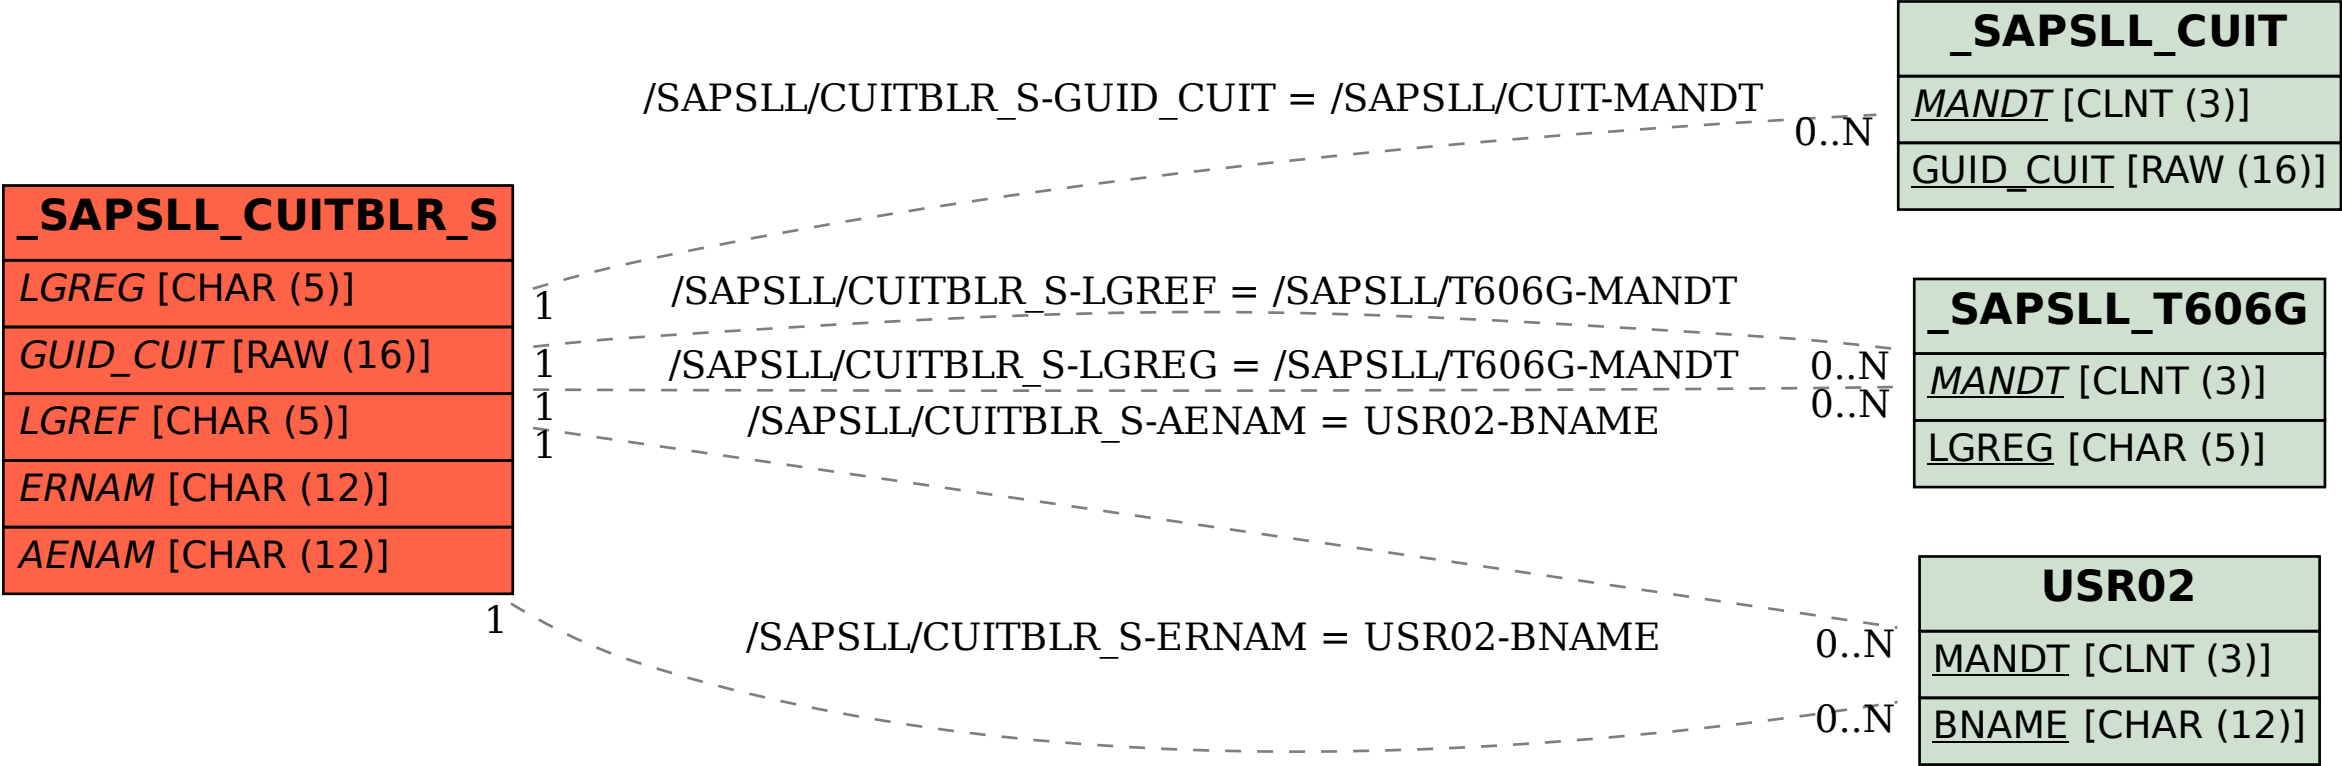 _SAPSLL_CUITBLR_S
LGREG [CHAR (5)]
GUID_CUIT [RAW (16)]
LGREF [CHAR (5)]
ERNAM [CHAR (12)]
AENAM [CHAR (12)]
/SAPSLL/CUITBLR_S-GUID_CUIT = /SAPSLL/CUIT-MANDT
1
0..N
/SAPSLL/CUITBLR_S-LGREF = /SAPSLL/T606G-MANDT
1
0..N
/SAPSLL/CUITBLR_S-LGREG = /SAPSLL/T606G-MANDT
1
0..N
/SAPSLL/CUITBLR_S-AENAM = USR02-BNAME
1
0..N
/SAPSLL/CUITBLR_S-ERNAM = USR02-BNAME
1
0..N
_SAPSLL_CUIT
MANDT [CLNT (3)]
GUID_CUIT [RAW (16)]
_SAPSLL_T606G
MANDT [CLNT (3)]
LGREG [CHAR (5)]
USR02
MANDT [CLNT (3)]
BNAME [CHAR (12)]